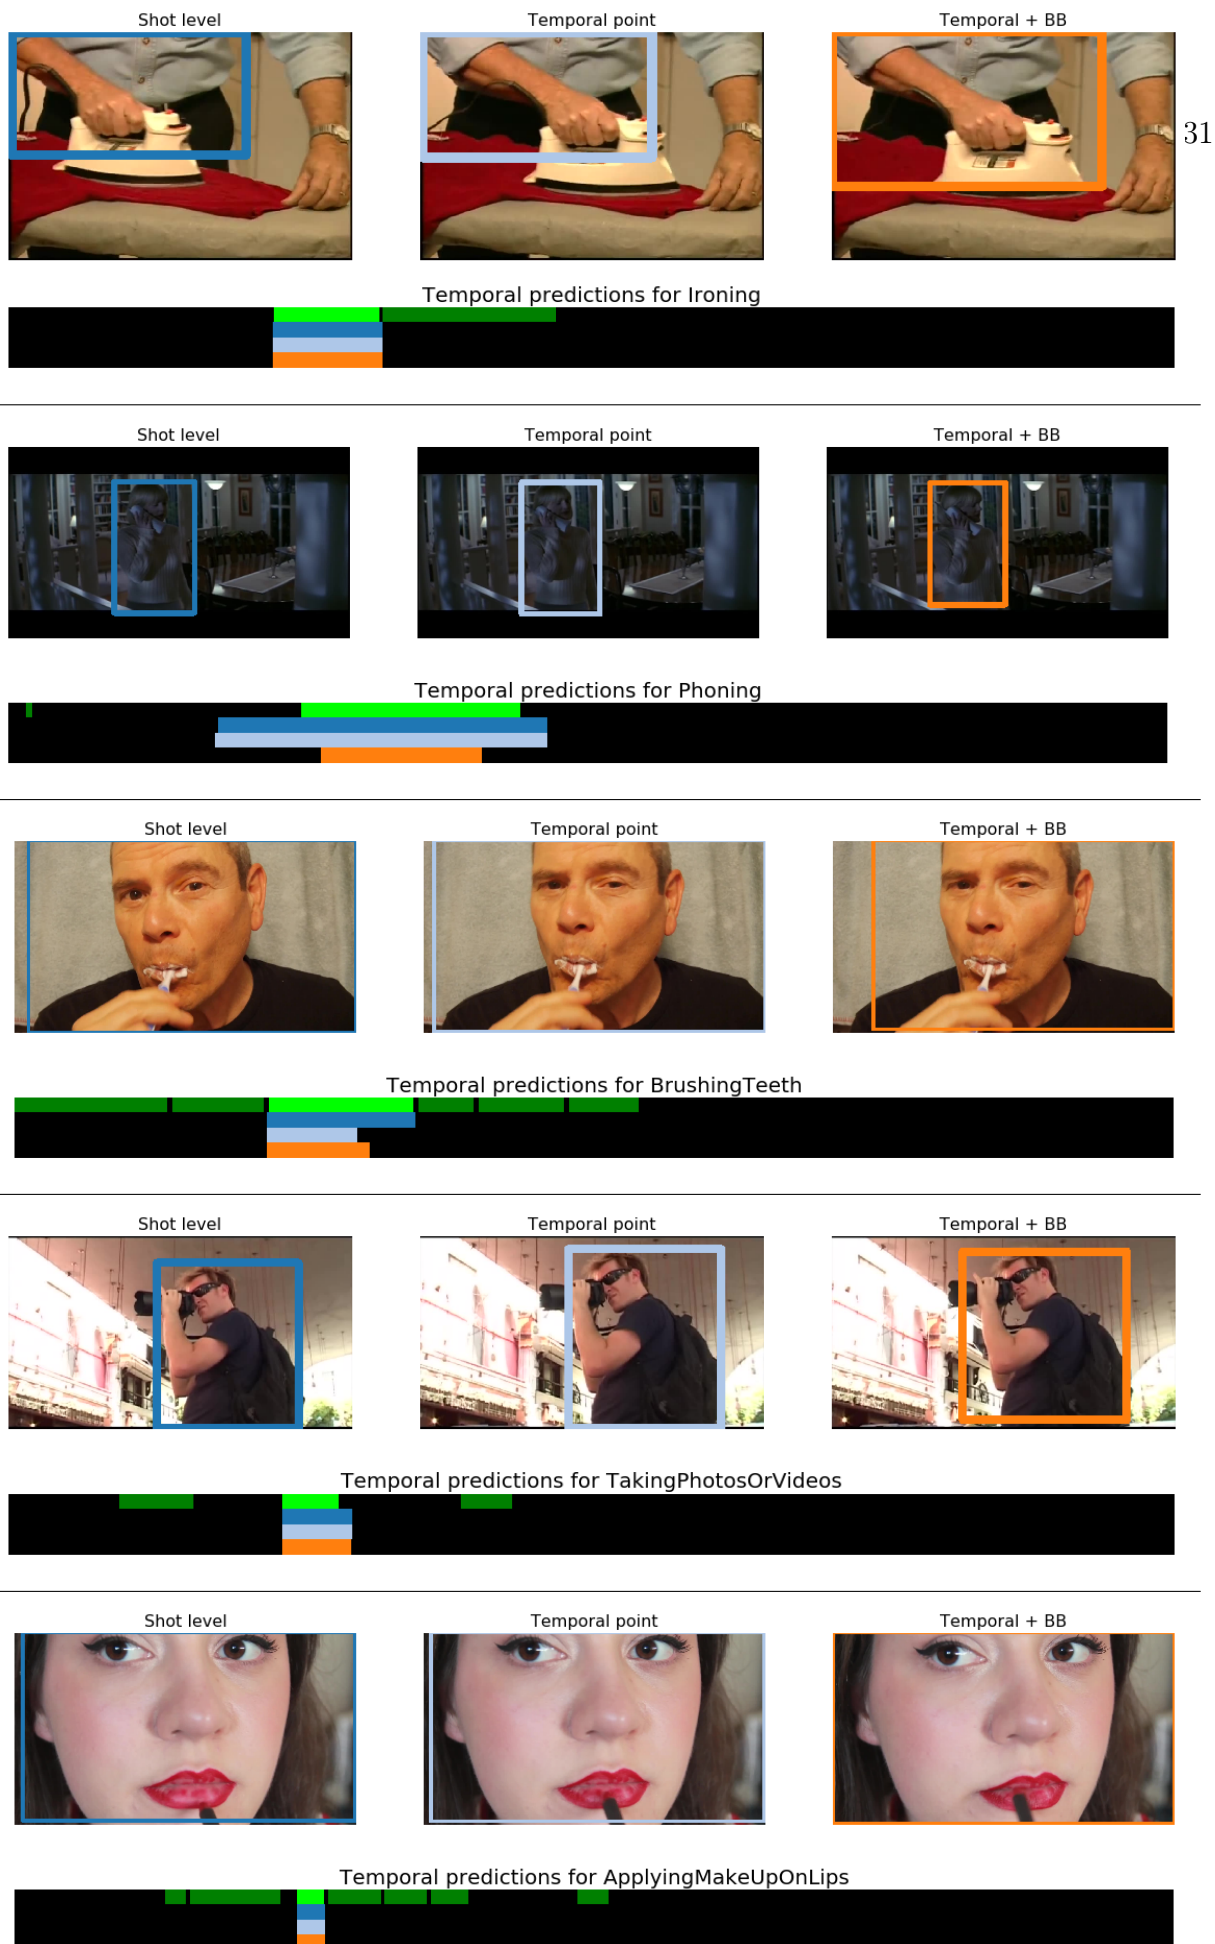 Shot level Temporal point Temporal + BB
31
Temporal predictions for Ironing
Shot level Temporal point Temporal + BB
Temporal predictions for Phoning
Shot level Temporal point Temporal + BB
Temporal predictions for BrushingTeeth
Shot level Temporal point Temporal + BB
Temporal predictions for TakingPhotosOrVideos
Shot level Temporal point Temporal + BB
Temporal predictions for ApplyingMakeUpOnLips